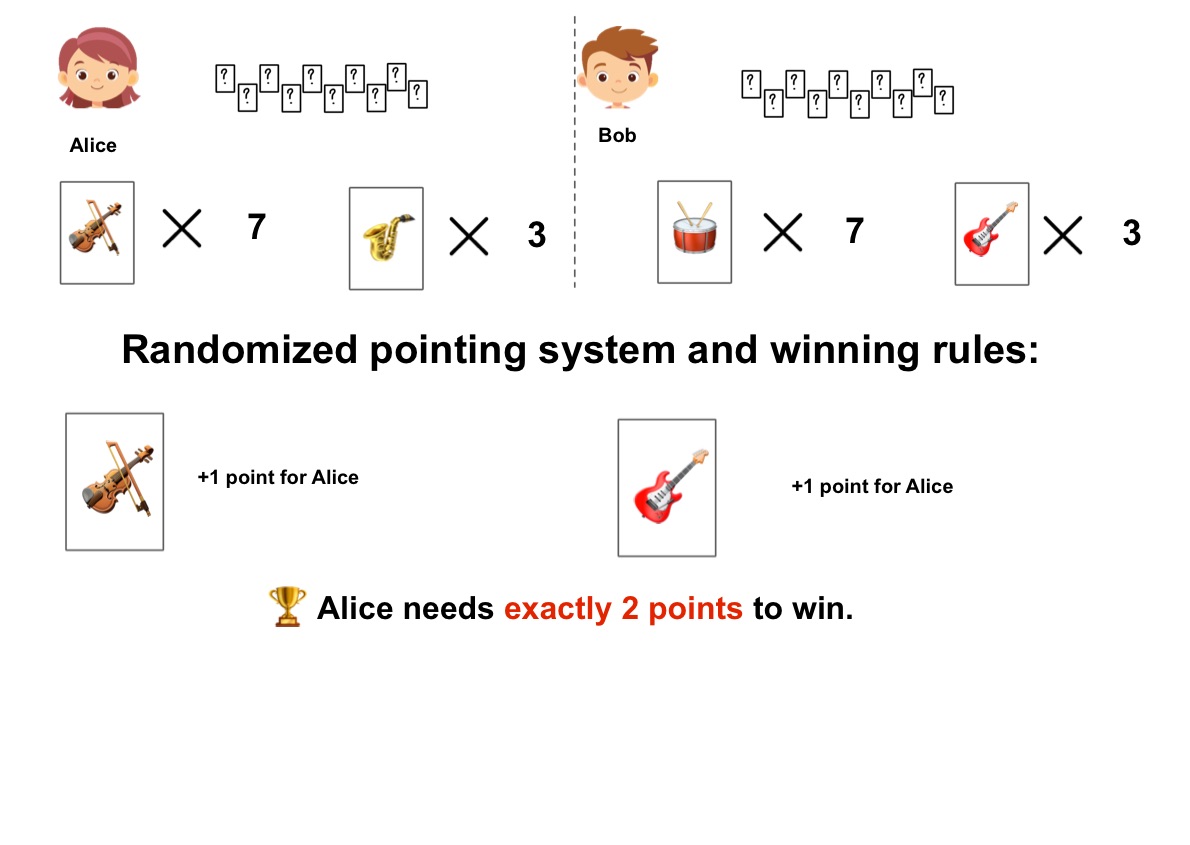 ? ? ? ? ? ? ? ? ? ?
? ? ? ? ? ? ? ? ? ?
Alice
Bob
7
3
7
3
Randomized pointing system and winning rules:
+1 point for Alice
+1 point for Alice
Alice needs exactly 2 points to win.